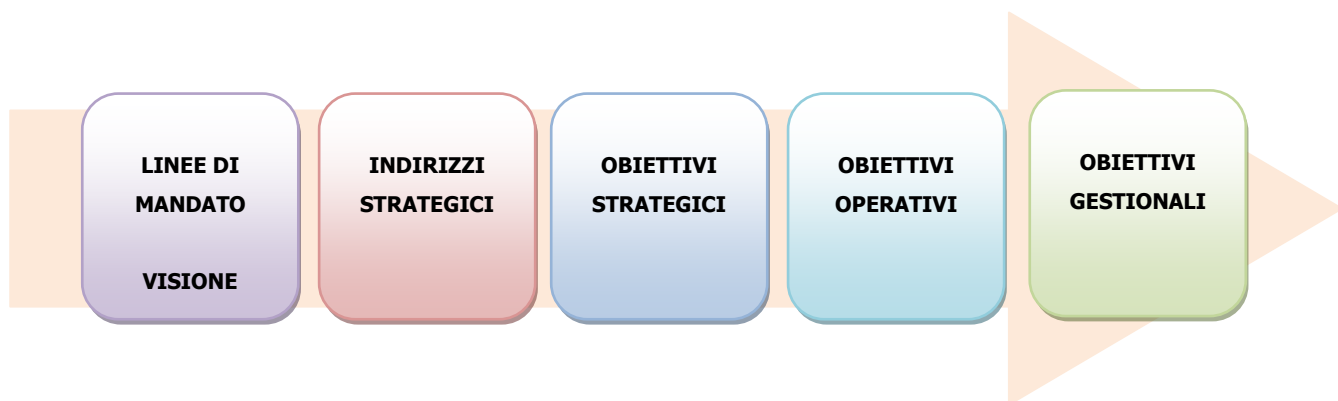 LINEE DI
MANDATO
VISIONE
INDIRIZZI
STRATEGICI
OBIETTIVI
STRATEGICI
OBIETTIVI
OPERATIVI
OBIETTIVI
GESTIONALI